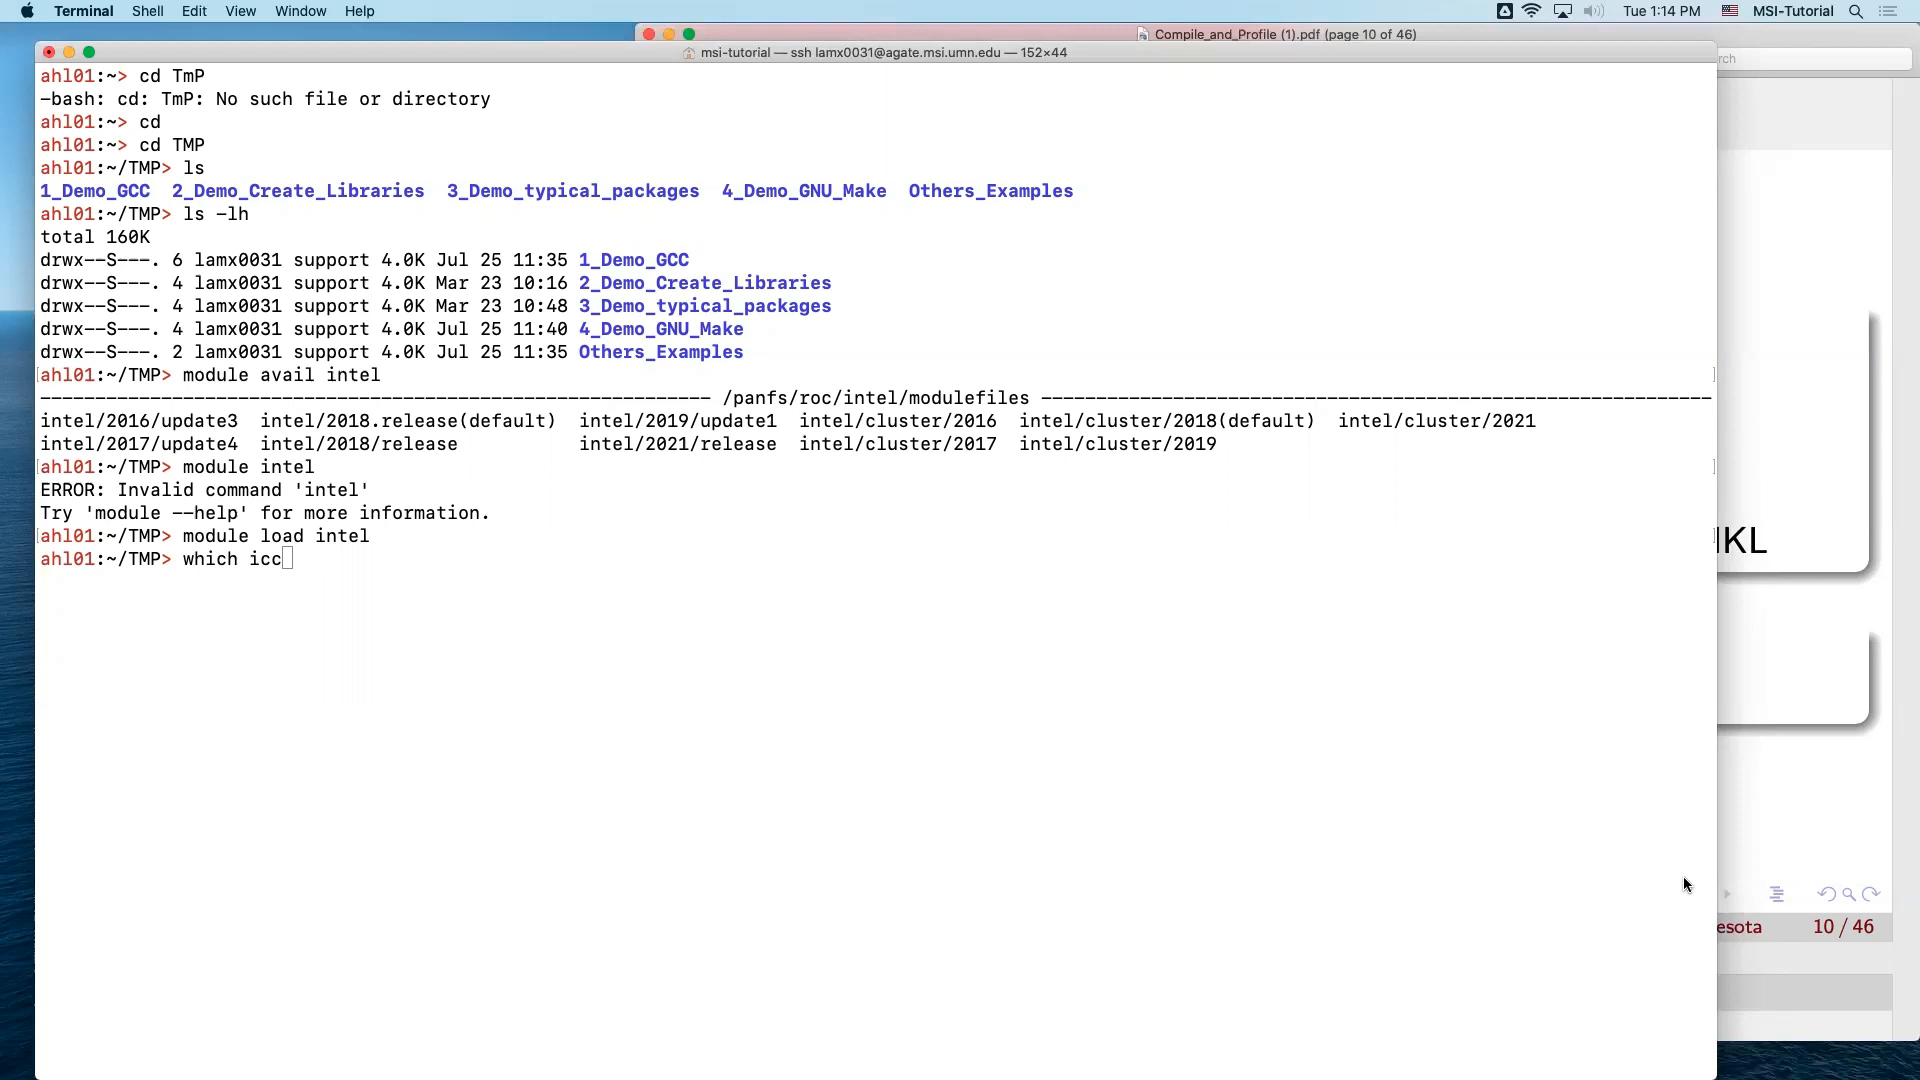 Terminal Shell Edit View Window Help Tue 1:14 PM MSI-Tutorial
Compile_and_Profile (1).pdf (page 10 of 46)
msi-tutorial — ssh lamx0031@agate.msi.umn.edu — 152×44
rch
ahl01:~> cd TmP
-bash: cd: TmP: No such file or directory
ahl01:~> cd
ahl01:~> cd TMP
ahl01:~/TMP> ls
1_Demo_GCC 2_Demo_Create_Libraries 3_Demo_typical_packages 4_Demo_GNU_Make Others_Examples
ahl01:~/TMP> ls -lh
total 160K
drwx--S---. 6 lamx0031 support 4.0K Jul 25 11:35 1_Demo_GCC
drwx--S---. 4 lamx0031 support 4.0K Mar 23 10:16 2_Demo_Create_Libraries
drwx--S---. 4 lamx0031 support 4.0K Mar 23 10:48 3_Demo_typical_packages
drwx--S---. 4 lamx0031 support 4.0K Jul 25 11:40 4_Demo_GNU_Make
drwx--S---. 2 lamx0031 support 4.0K Jul 25 11:35 Others_Examples
[ahl01:~/TMP> module avail intel ]
------------------------------------------------------------- /panfs/roc/intel/modulefiles -------------------------------------------------------------
intel/2016/update3 intel/2018.release(default) intel/2019/update1 intel/cluster/2016 intel/cluster/2018(default) intel/cluster/2021
intel/2017/update4 intel/2018/release intel/2021/release intel/cluster/2017 intel/cluster/2019
[ahl01:~/TMP> module intel ]
ERROR: Invalid command 'intel'
Try 'module --help' for more information.
[ahl01:~/TMP> module load intel ]
ahl01:~/TMP> which icc
KL
esota 10 / 46